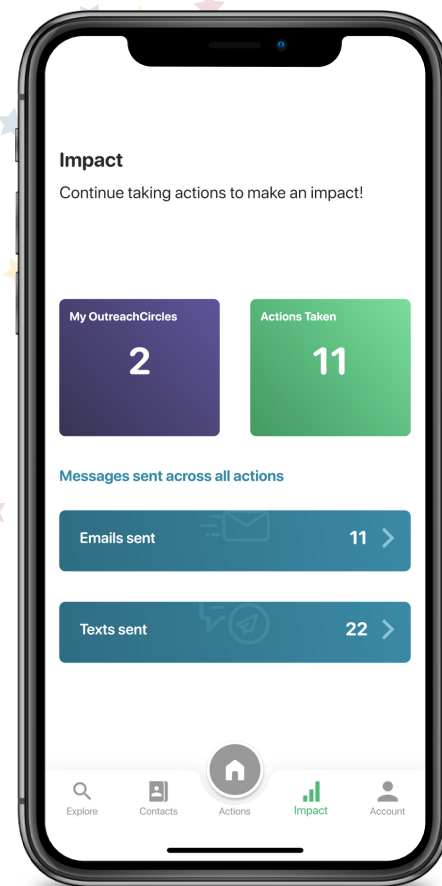 Impact
Continue taking actions to make an impact!
My OutreachCircles
2
Actions Taken
11
Messages sent across all actions
Emails sent 11
Texts sent 22
Explore Contacts Actions Impact Account